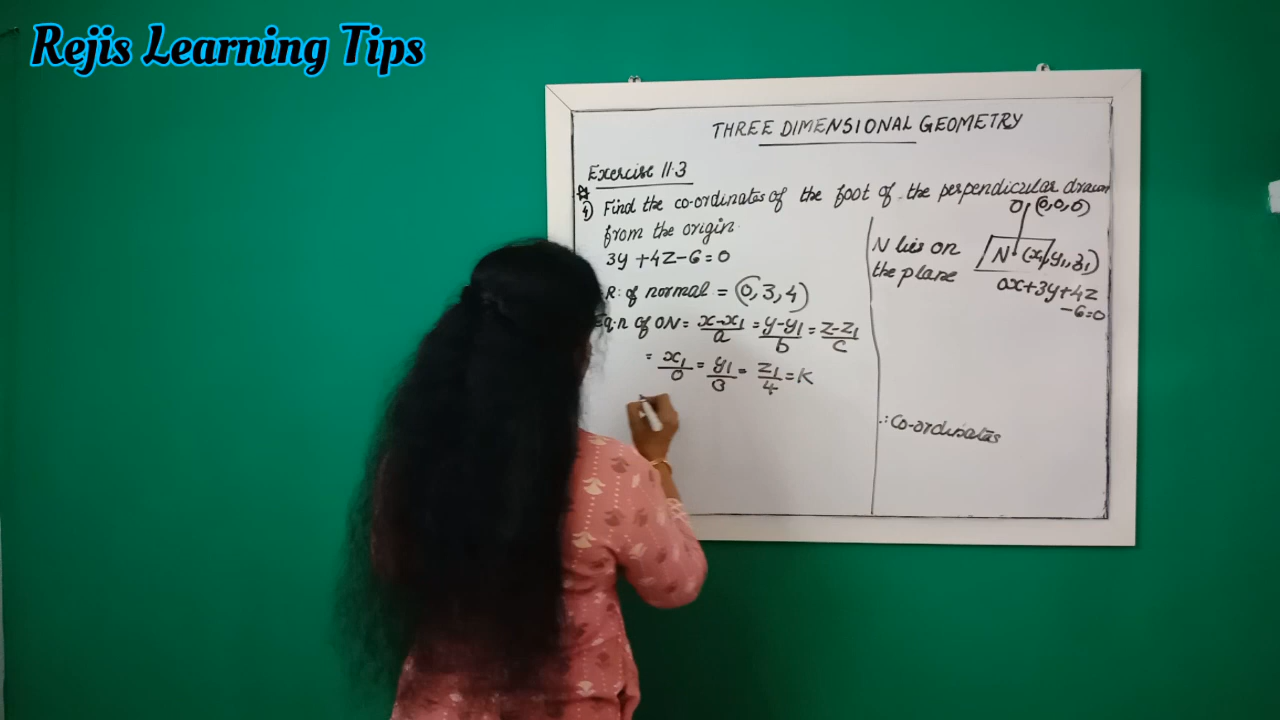 Rejis Learning Tips
THREE DIMENSIONAL GEOMETRY
Exercise 11.3
4) Find the co-ordinates of the foot of the perpendicular drawn
from the origin.
3y + 4z - 6 = 0
R. of normal = (0, 3, 4)
Eq.n of ON = x-x1/a = y-y1/b = z-z1/c
= x1/0 = y1/3 = z1/4 = K
O (0,0,0)
N lies on
the plane
N (x1, y1, z1)
0x+3y+4z
-6=0
∴ Co-ordinates